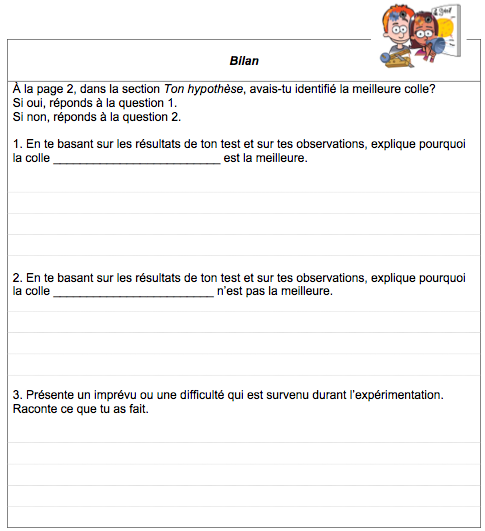 Bilan
À la page 2, dans la section Ton hypothèse, avais-tu identifié la meilleure colle?
Si oui, réponds à la question 1.
Si non, réponds à la question 2.
1. En te basant sur les résultats de ton test et sur tes observations, explique pourquoi
la colle _________________________ est la meilleure.
2. En te basant sur les résultats de ton test et sur tes observations, explique pourquoi
la colle ________________________ n'est pas la meilleure.
3. Présente un imprévu ou une difficulté qui est survenu durant l'expérimentation.
Raconte ce que tu as fait.